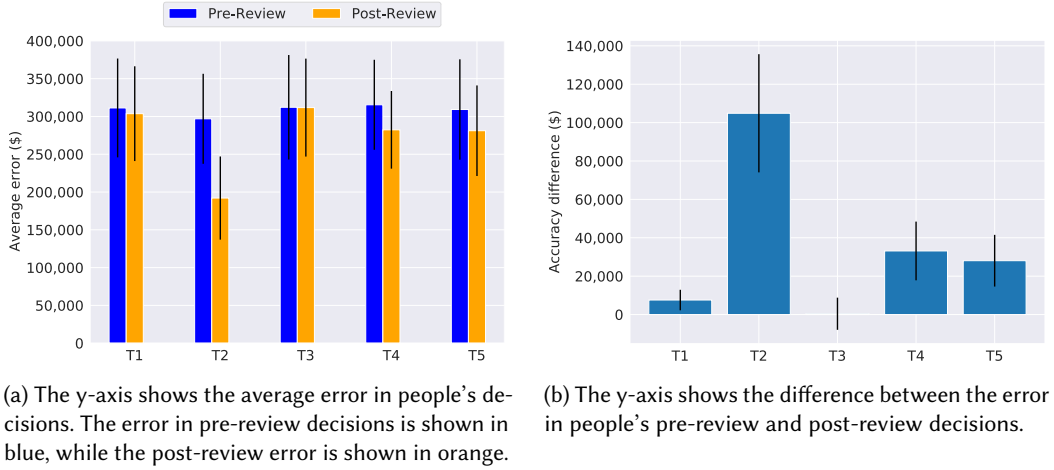 Pre-Review Post-Review
Average error ($)
400,000
350,000
300,000
250,000
200,000
150,000
100,000
50,000
0
T1 T2 T3 T4 T5
Accuracy difference ($)
140,000
120,000
100,000
80,000
60,000
40,000
20,000
0
T1 T2 T3 T4 T5
(a) The y-axis shows the average error in people's de-
cisions. The error in pre-review decisions is shown in
blue, while the post-review error is shown in orange.
(b) The y-axis shows the difference between the error
in people's pre-review and post-review decisions.